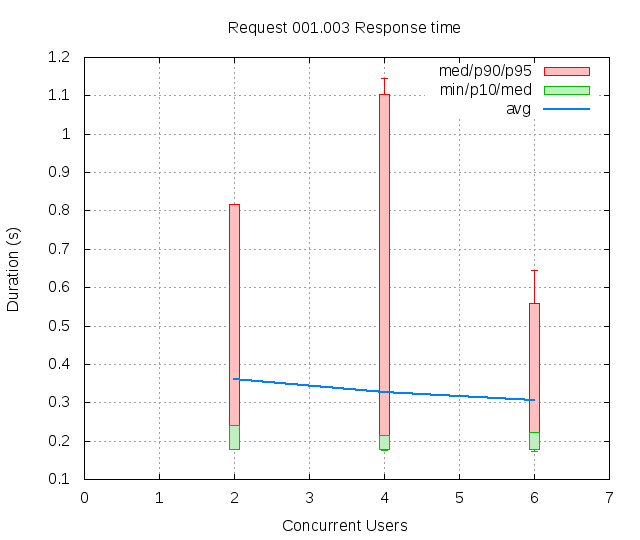 Request 001.003 Response time
1.2
1.1
1
0.9
0.8
0.7
0.6
0.5
0.4
0.3
0.2
0.1
Duration (s)
med/p90/p95
min/p10/med
avg
0 1 2 3 4 5 6 7
Concurrent Users